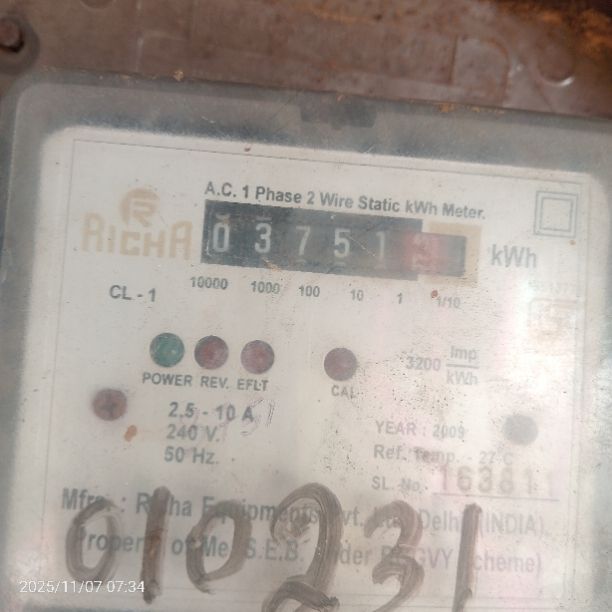 A.C. 1 Phase 2 Wire Static kWh Meter.
RICHA
0 3 7 5 1
kWh
CL - 1
10000 1000 100 10 1 1/10
POWER REV. EFLT CAL
3200 Imp/kWh
2.5 - 10 A
240 V.
50 Hz.
YEAR : 2009
Ref. Temp. - 27°C
SL. No. 163811
Mfrs. : Richa Equipments Pvt. Ltd. Delhi (INDIA)
Property of Me. S.E.B. Under RGGVY Scheme)
010231
2025/11/07 07:34